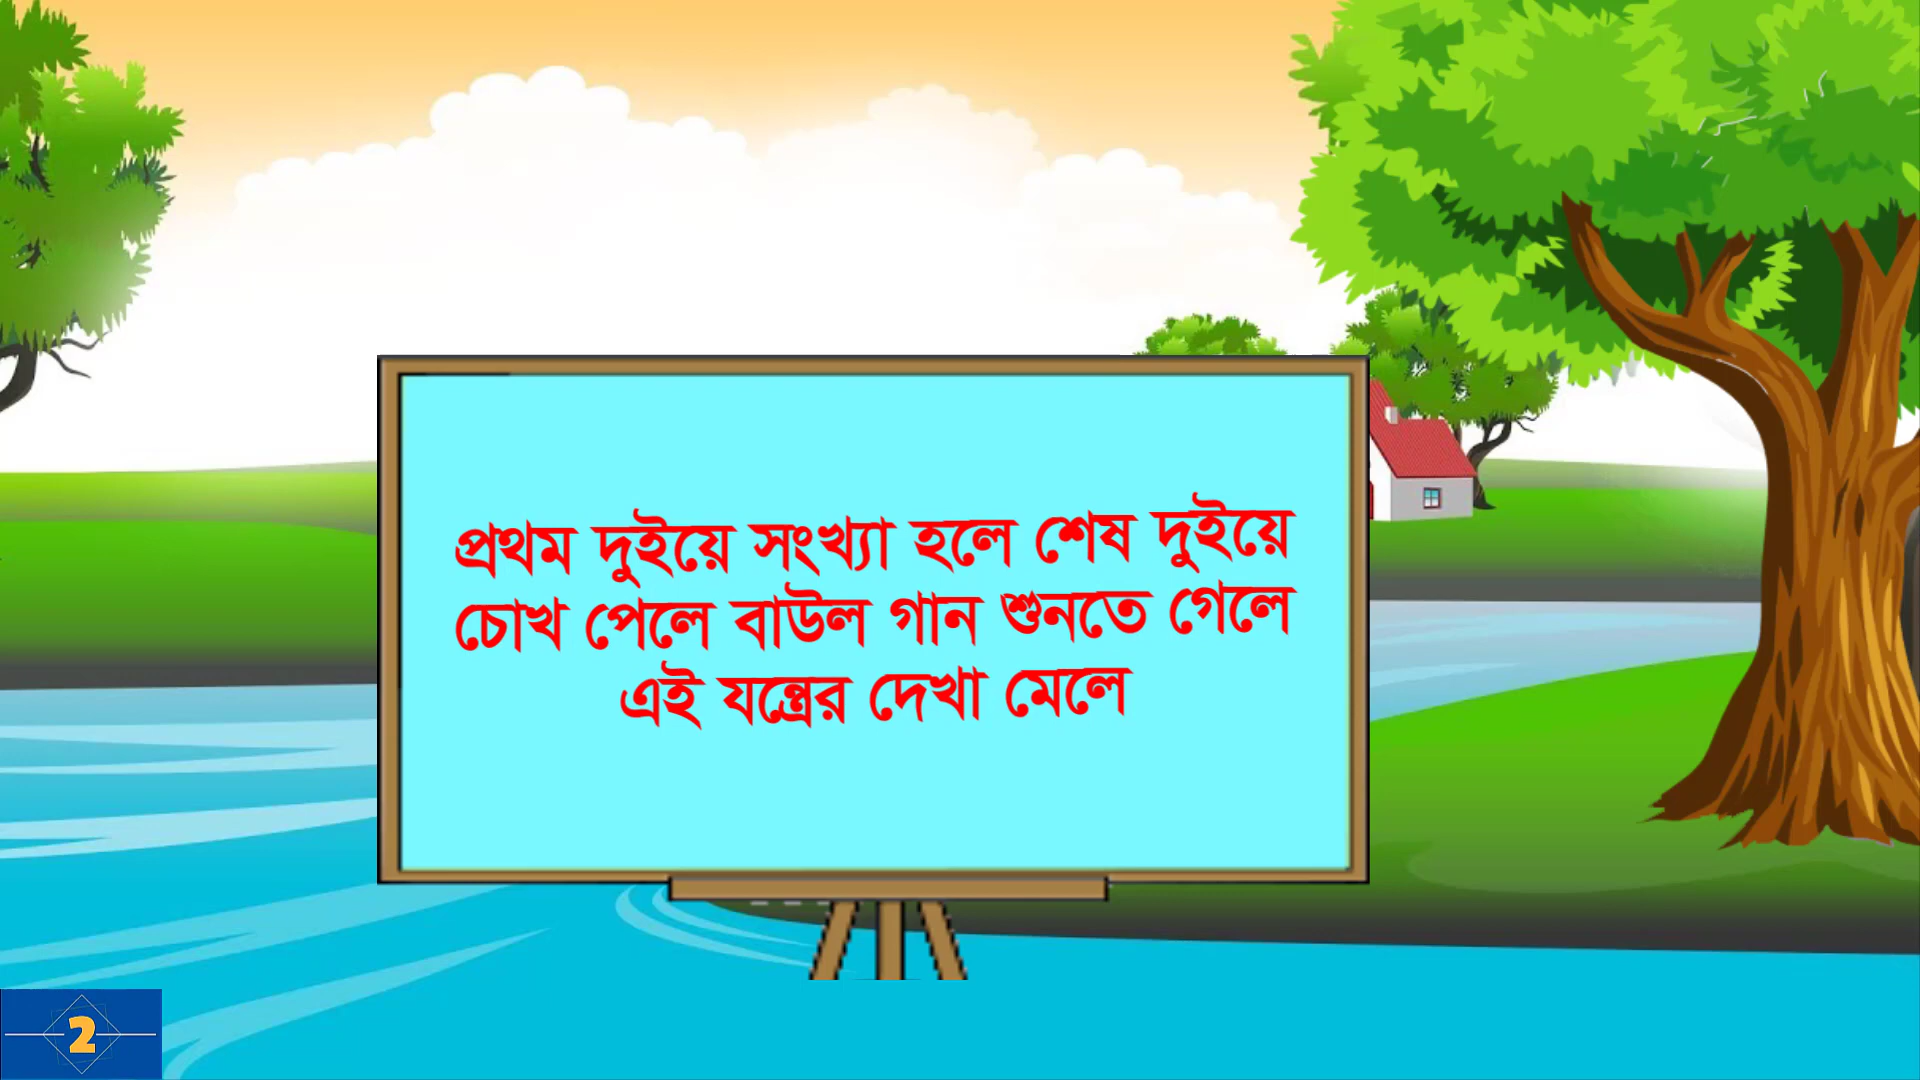 প্রথম দুইয়ে সংখ্যা হলে শেষ দুইয়ে
চোখ পেলে বাউল গান শুনতে গেলে
এই যন্ত্রের দেখা মেলে
2